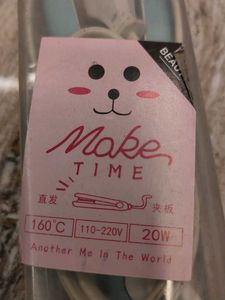 BEAU
Make
TIME
直发 夹板
160°C 110-220V 20W
Another Me In The World